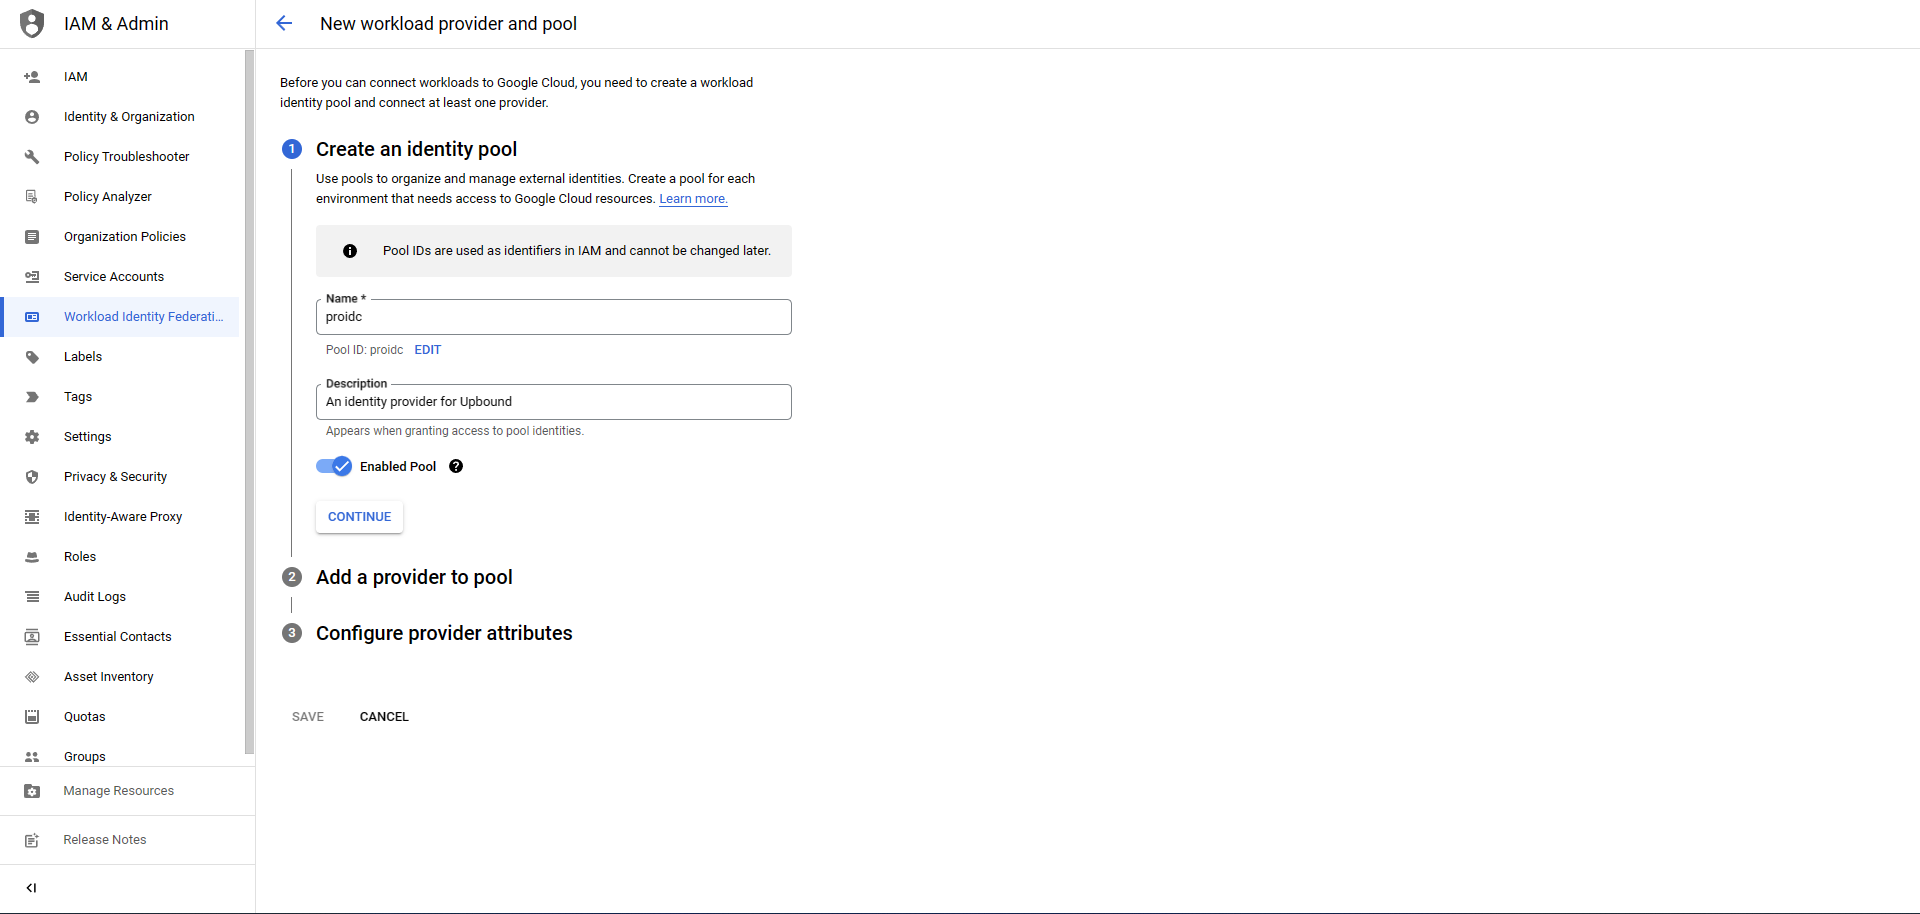 IAM & Admin
IAM
Identity & Organization
Policy Troubleshooter
Policy Analyzer
Organization Policies
Service Accounts
Workload Identity Federati...
Labels
Tags
Settings
Privacy & Security
Identity-Aware Proxy
Roles
Audit Logs
Essential Contacts
Asset Inventory
Quotas
Groups
Manage Resources
Release Notes
New workload provider and pool
Before you can connect workloads to Google Cloud, you need to create a workload
identity pool and connect at least one provider.
1 Create an identity pool
Use pools to organize and manage external identities. Create a pool for each
environment that needs access to Google Cloud resources. Learn more.
Pool IDs are used as identifiers in IAM and cannot be changed later.
Name *
proidc
Pool ID: proidc EDIT
Description
An identity provider for Upbound
Appears when granting access to pool identities.
Enabled Pool ?
CONTINUE
2 Add a provider to pool
3 Configure provider attributes
SAVE CANCEL